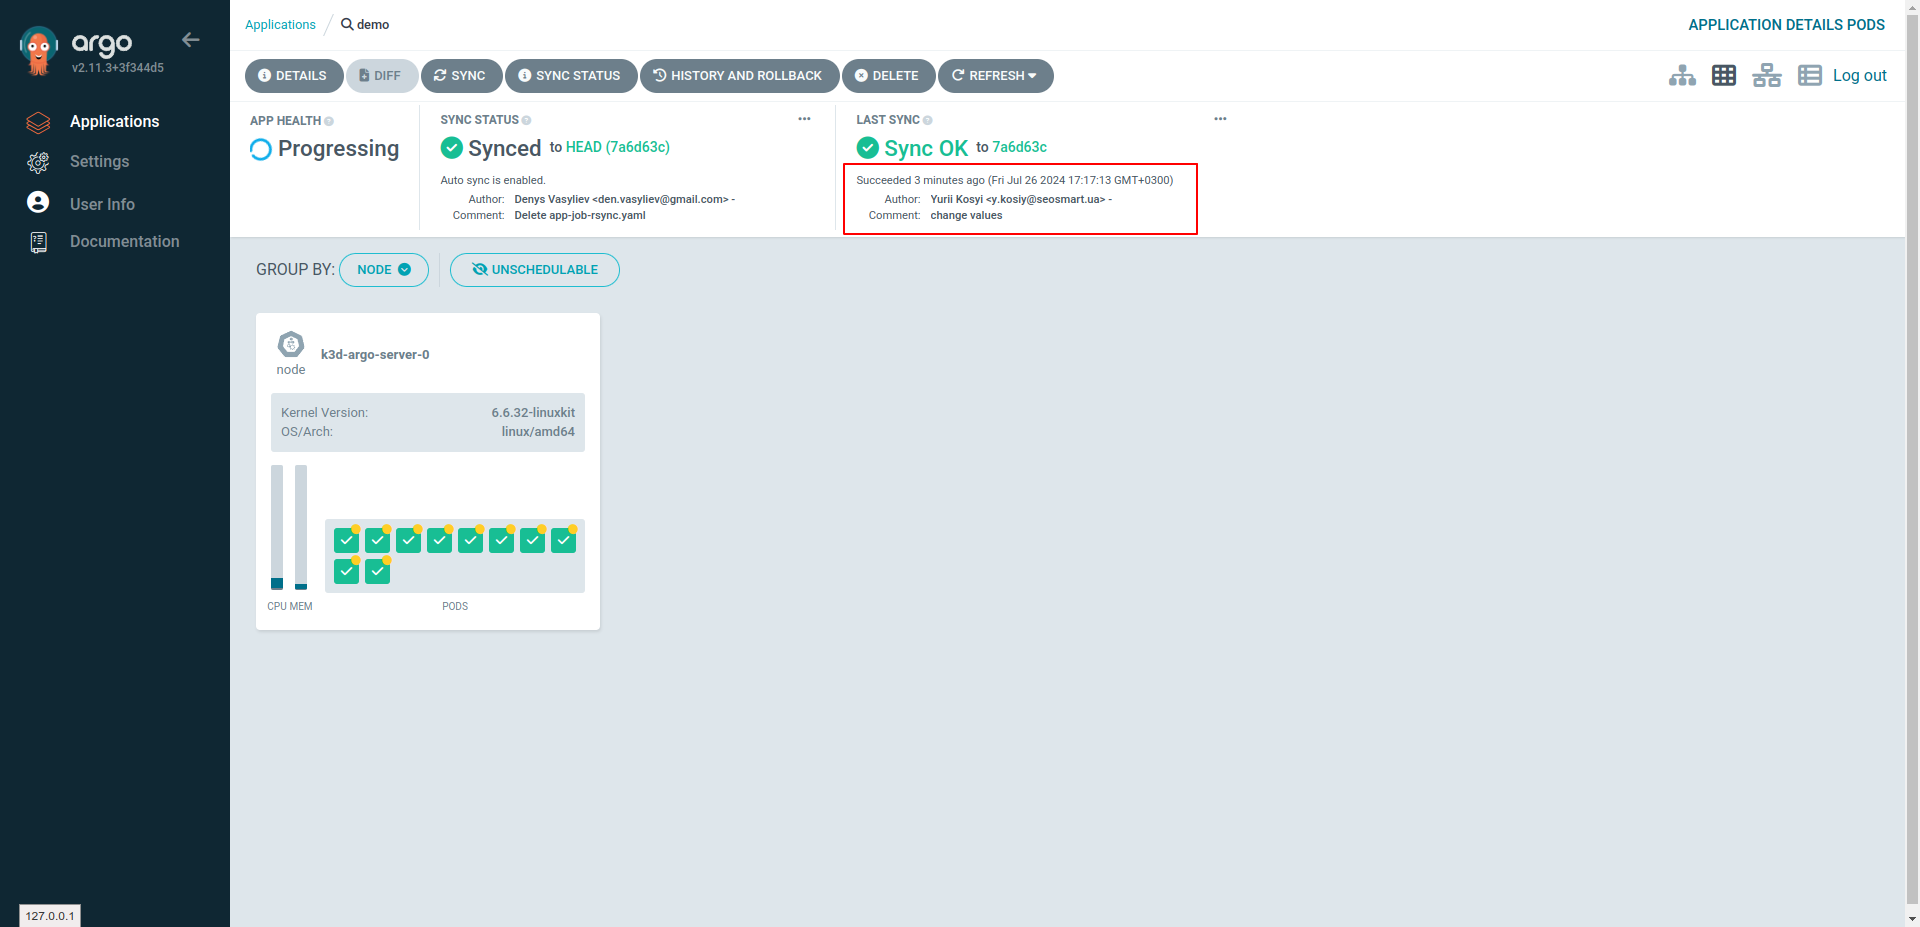 argo
v2.11.3+3f344d5
Applications
Settings
User Info
Documentation
127.0.0.1
Applications / demo
APPLICATION DETAILS PODS
DETAILS DIFF SYNC SYNC STATUS HISTORY AND ROLLBACK DELETE REFRESH Log out
APP HEALTH
Progressing
SYNC STATUS
Synced to HEAD (7a6d63c)
Auto sync is enabled.
Author: Denys Vasyliev <den.vasyliev@gmail.com> -
Comment: Delete app-job-rsync.yaml
LAST SYNC
Sync OK to 7a6d63c
Succeeded 3 minutes ago (Fri Jul 26 2024 17:17:13 GMT+0300)
Author: Yurii Kosyi <y.kosiy@seosmart.ua> -
Comment: change values
GROUP BY: NODE UNSCHEDULABLE
k3d-argo-server-0
node
Kernel Version: 6.6.32-linuxkit
OS/Arch: linux/amd64
CPU MEM PODS